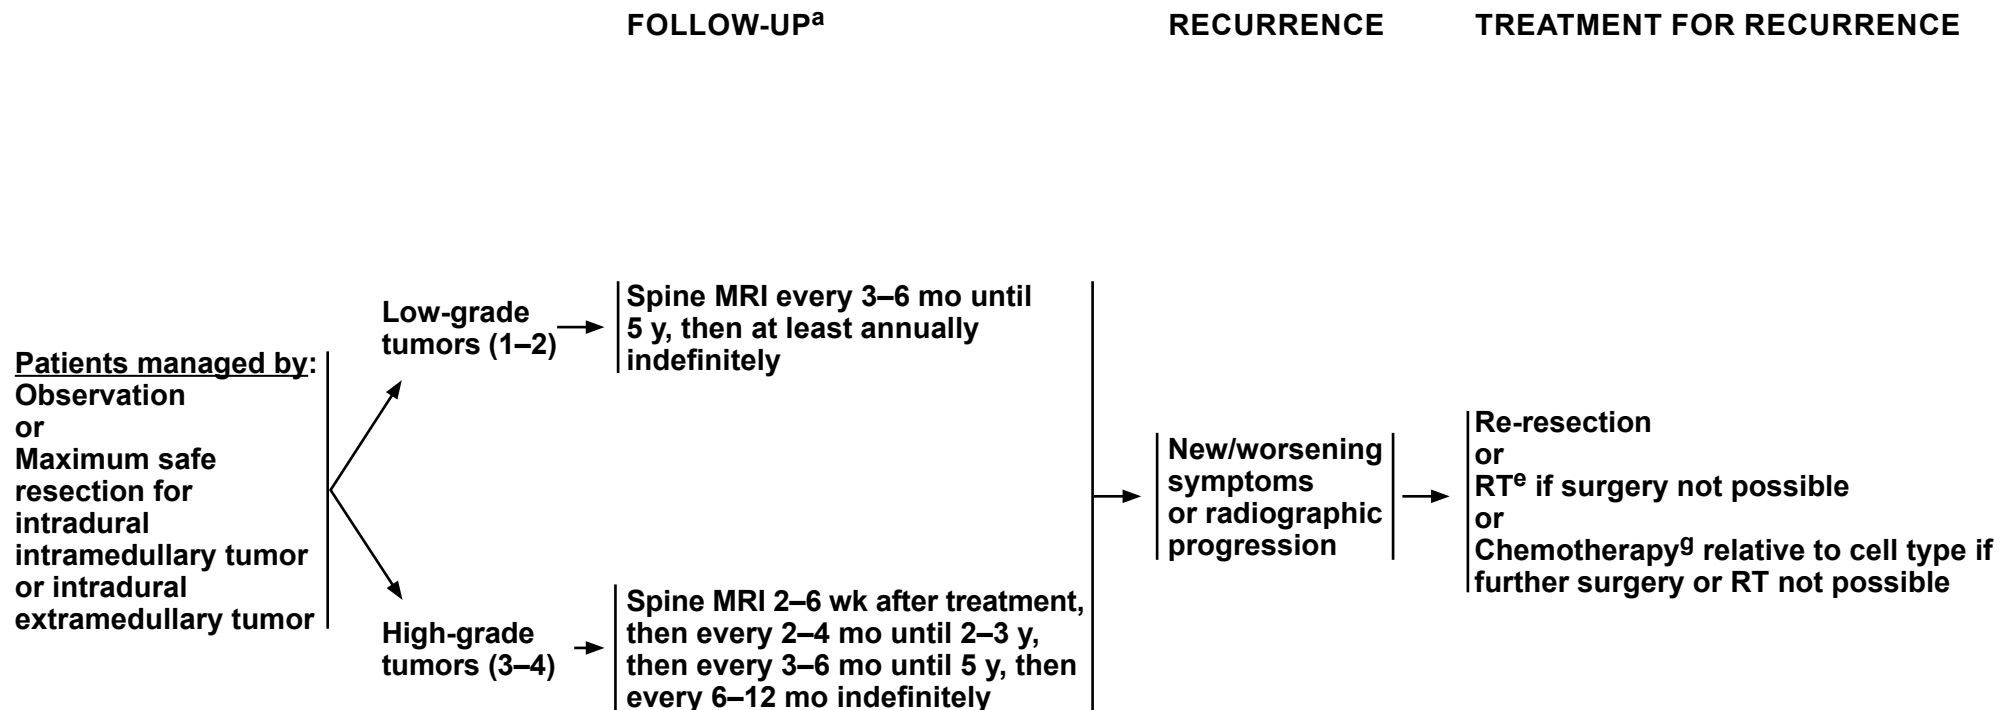 FOLLOW-UPa
RECURRENCE
TREATMENT FOR RECURRENCE
Patients managed by:
Observation
or
Maximum safe
resection for
intradural
intramedullary tumor
or intradural
extramedullary tumor
Low-grade
tumors (1–2)
Spine MRI every 3–6 mo until
5 y, then at least annually
indefinitely
High-grade
tumors (3–4)
Spine MRI 2–6 wk after treatment,
then every 2–4 mo until 2–3 y,
then every 3–6 mo until 5 y, then
every 6–12 mo indefinitely
New/worsening
symptoms
or radiographic
progression
Re-resection
or
RTe if surgery not possible
or
Chemotherapyg relative to cell type if
further surgery or RT not possible